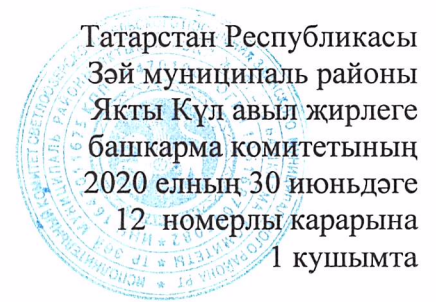 Татарстан Республикасы
Зәй муниципаль районы
Якты Күл авыл җирлеге
башкарма комитетының
2020 елның 30 июньдәге
12 номерлы карарына
1 кушымта